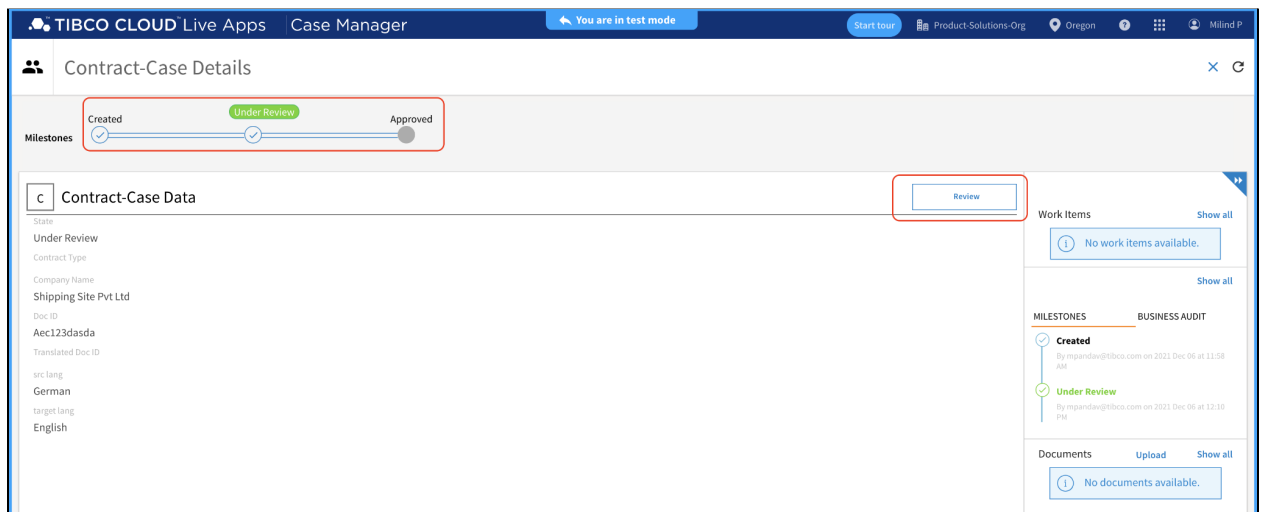 TIBCO CLOUD™ Live Apps | Case Manager
You are in test mode
Start tour
Product-Solutions-Org
Oregon
?
Milind P
Contract-Case Details
Milestones
Created
Under Review
Approved
C
Contract-Case Data
Review
State
Under Review
Contract Type
Company Name
Shipping Site Pvt Ltd
Doc ID
Aec123dasda
Translated Doc ID
src lang
German
target lang
English
Work Items
Show all
No work items available.
Show all
MILESTONES
BUSINESS AUDIT
Created
By mpandav@tibco.com on 2021 Dec 06 at 11:58
AM
Under Review
By mpandav@tibco.com on 2021 Dec 06 at 12:10
PM
Documents
Upload
Show all
No documents available.